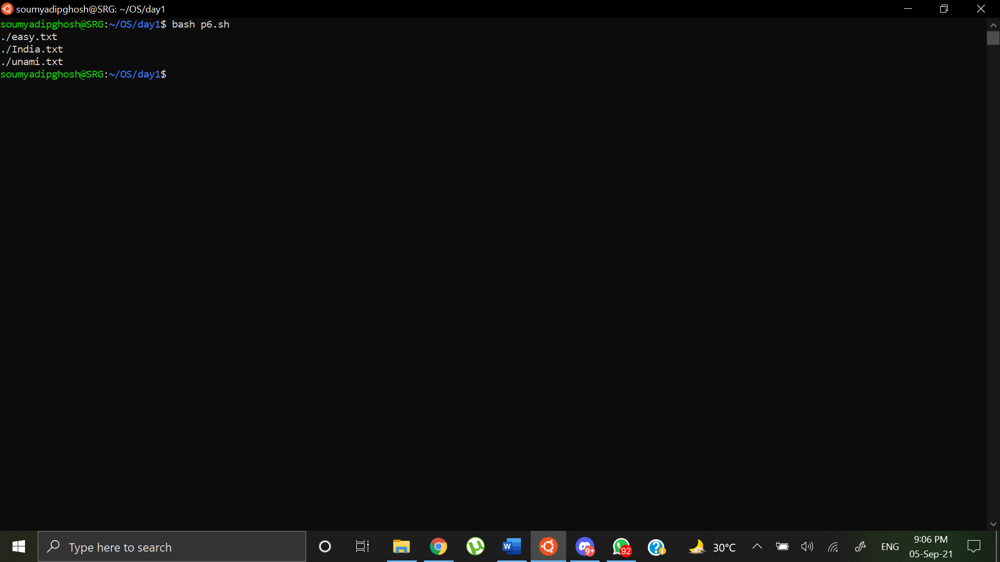 soumyadipghosh@SRG: ~/OS/day1
soumyadipghosh@SRG:~/OS/day1$ bash p6.sh
./easy.txt
./India.txt
./unami.txt
soumyadipghosh@SRG:~/OS/day1$
Type here to search
W
9+
92
30°C
ENG
9:06 PM
05-Sep-21